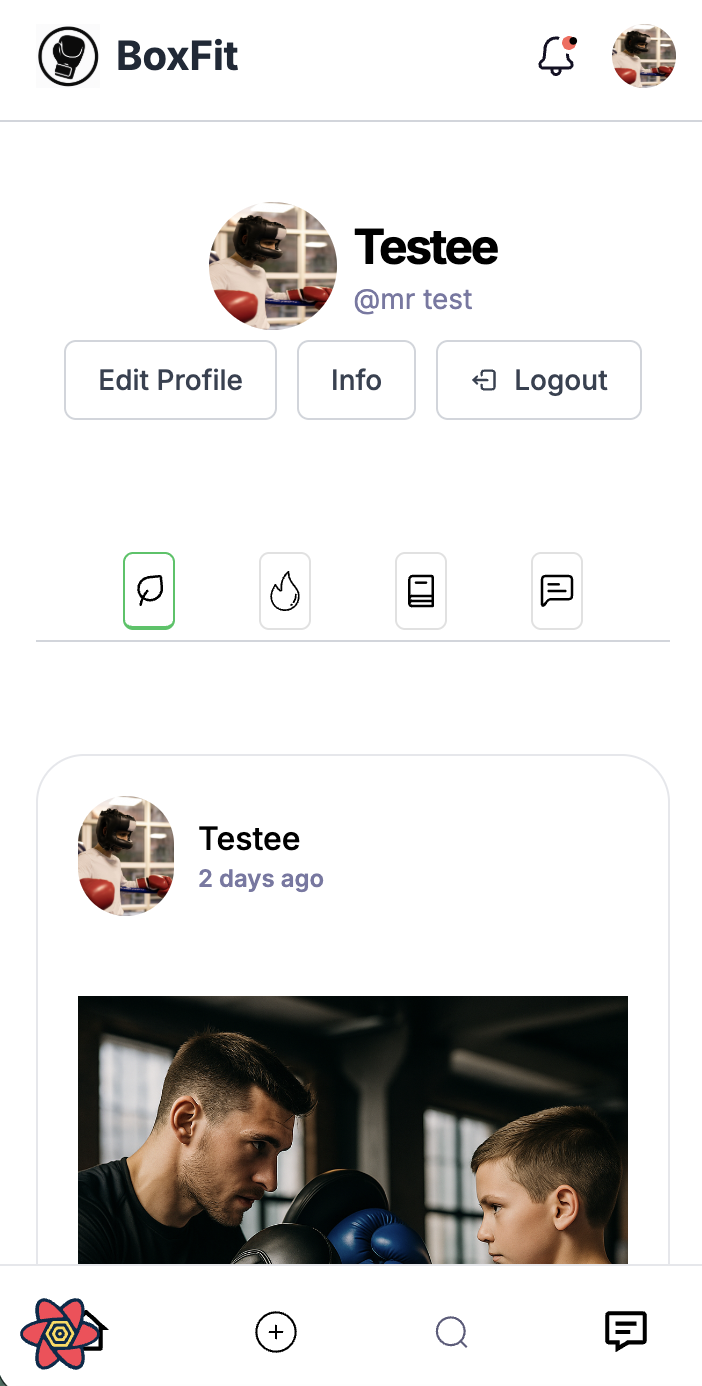 BoxFit
Testee
@mr test
Edit Profile
Info
Logout
Testee
2 days ago